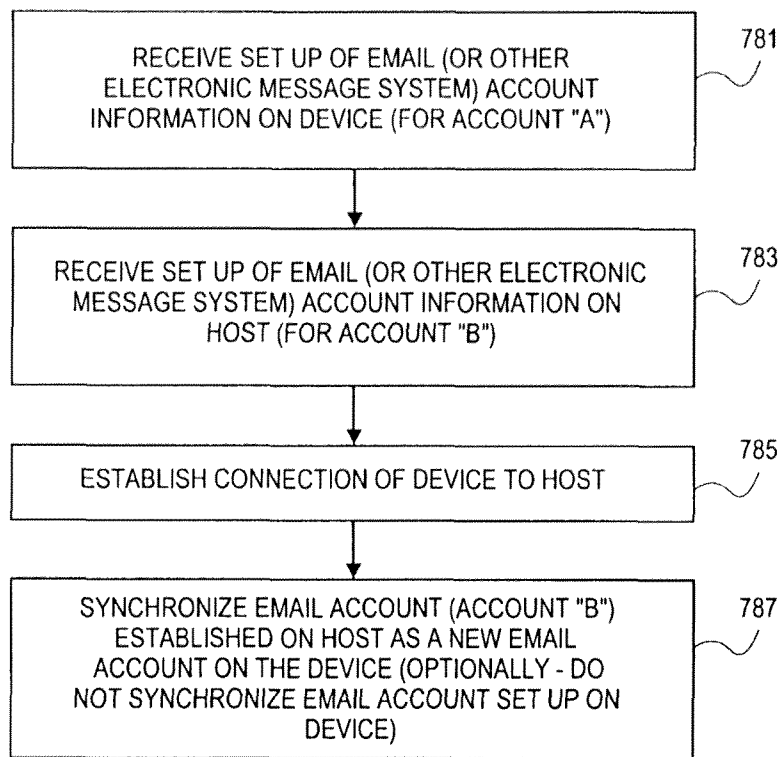 RECEIVE SET UP OF EMAIL (OR OTHER
ELECTRONIC MESSAGE SYSTEM) ACCOUNT
INFORMATION ON DEVICE (FOR ACCOUNT "A")
781
RECEIVE SET UP OF EMAIL (OR OTHER ELECTRONIC
MESSAGE SYSTEM) ACCOUNT INFORMATION ON
HOST (FOR ACCOUNT "B")
783
ESTABLISH CONNECTION OF DEVICE TO HOST
785
SYNCHRONIZE EMAIL ACCOUNT (ACCOUNT "B")
ESTABLISHED ON HOST AS A NEW EMAIL
ACCOUNT ON THE DEVICE (OPTIONALLY - DO
NOT SYNCHRONIZE EMAIL ACCOUNT SET UP ON
DEVICE)
787